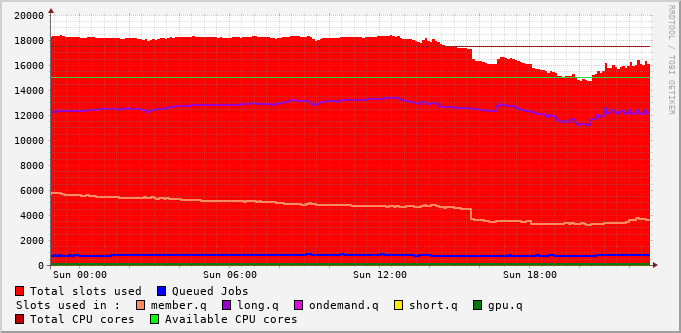 20000
18000
16000
14000
12000
10000
8000
6000
4000
2000
0
Sun 00:00 Sun 06:00 Sun 12:00 Sun 18:00
RRDTOOL / TOBI OETIKER
Total slots used Queued Jobs
Slots used in : member.q long.q ondemand.q short.q gpu.q
Total CPU cores Available CPU cores